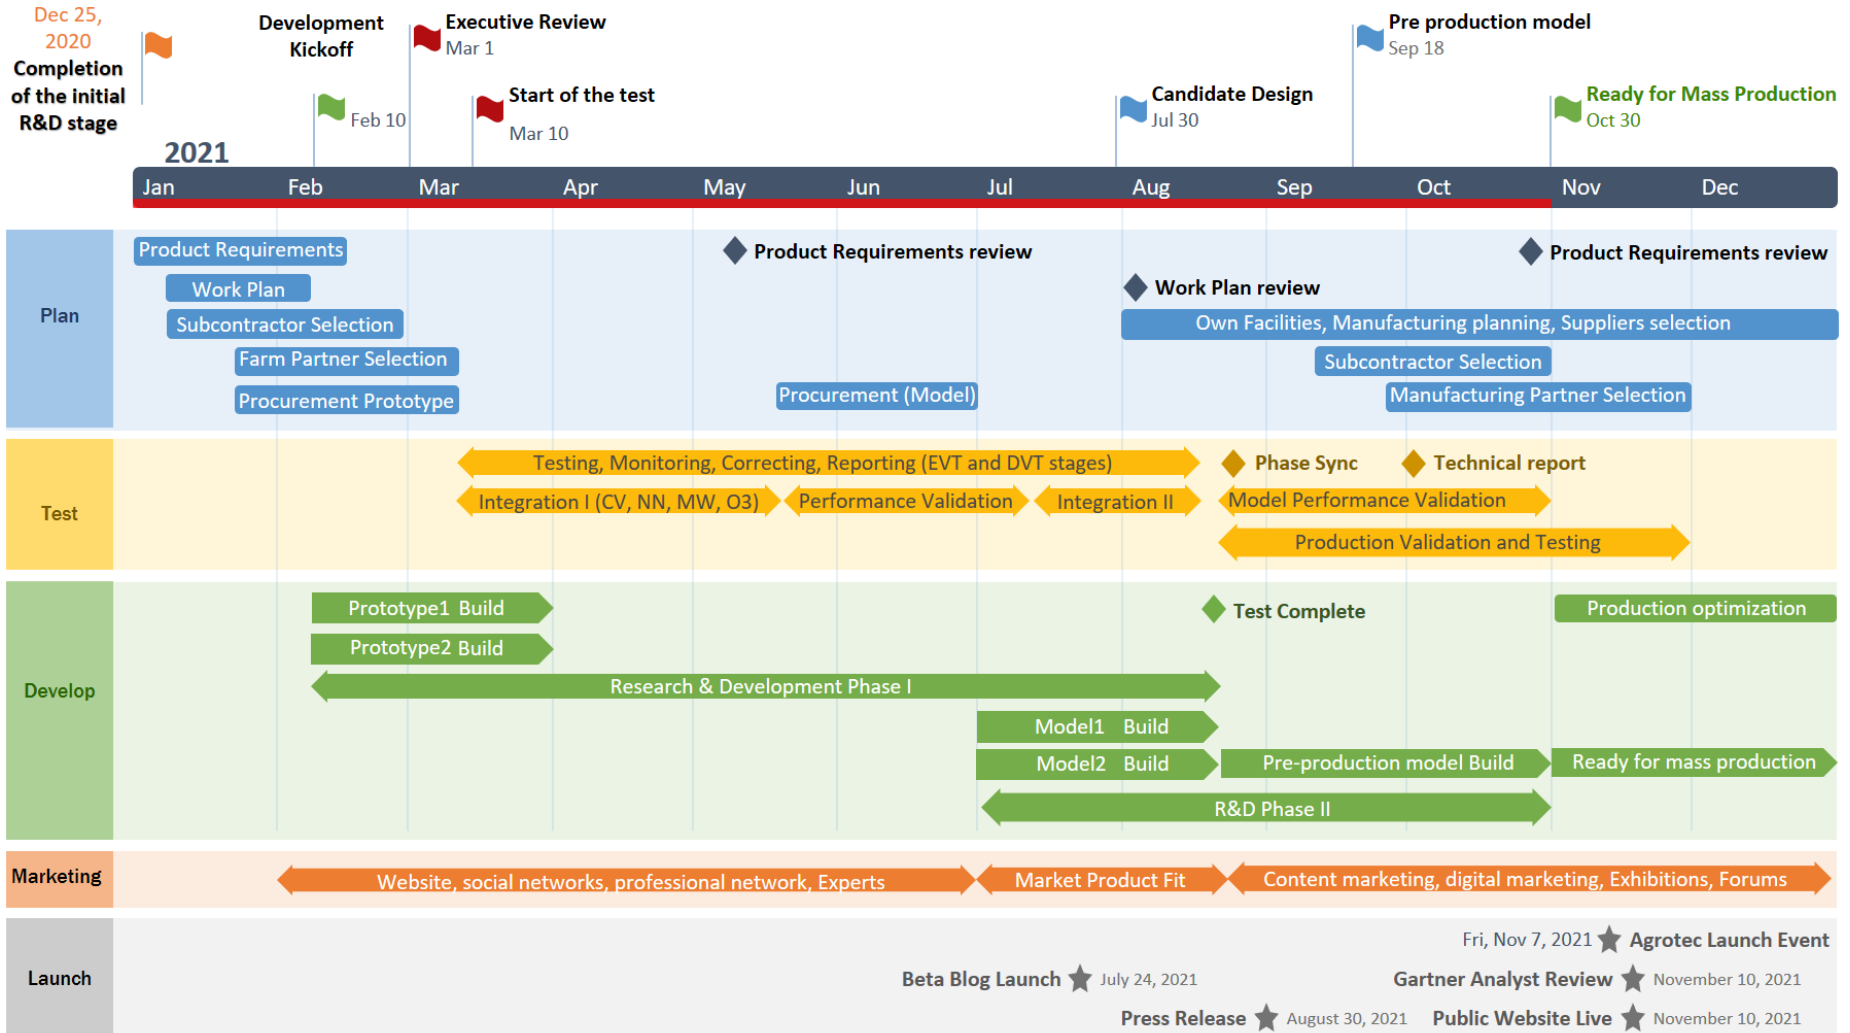 Dec 25,
2020
Completion
of the initial
R&D stage
Development
Kickoff
Feb 10
Executive Review
Mar 1
Start of the test
Mar 10
Candidate Design
Jul 30
Pre production model
Sep 18
Ready for Mass Production
Oct 30
2021
Jan Feb Mar Apr May Jun Jul Aug Sep Oct Nov Dec
Plan
Product Requirements
Product Requirements review
Product Requirements review
Work Plan
Work Plan review
Subcontractor Selection
Own Facilities, Manufacturing planning, Suppliers selection
Farm Partner Selection
Subcontractor Selection
Procurement Prototype
Procurement (Model)
Manufacturing Partner Selection
Test
Testing, Monitoring, Correcting, Reporting (EVT and DVT stages)
Phase Sync
Technical report
Integration I (CV, NN, MW, O3)
Performance Validation
Integration II
Model Performance Validation
Production Validation and Testing
Develop
Prototype1 Build
Test Complete
Production optimization
Prototype2 Build
Research & Development Phase I
Model1 Build
Model2 Build
Pre-production model Build
Ready for mass production
R&D Phase II
Marketing
Website, social networks, professional network, Experts
Market Product Fit
Content marketing, digital marketing, Exhibitions, Forums
Launch
Fri, Nov 7, 2021 Agrotec Launch Event
Beta Blog Launch July 24, 2021
Gartner Analyst Review November 10, 2021
Press Release August 30, 2021
Public Website Live November 10, 2021